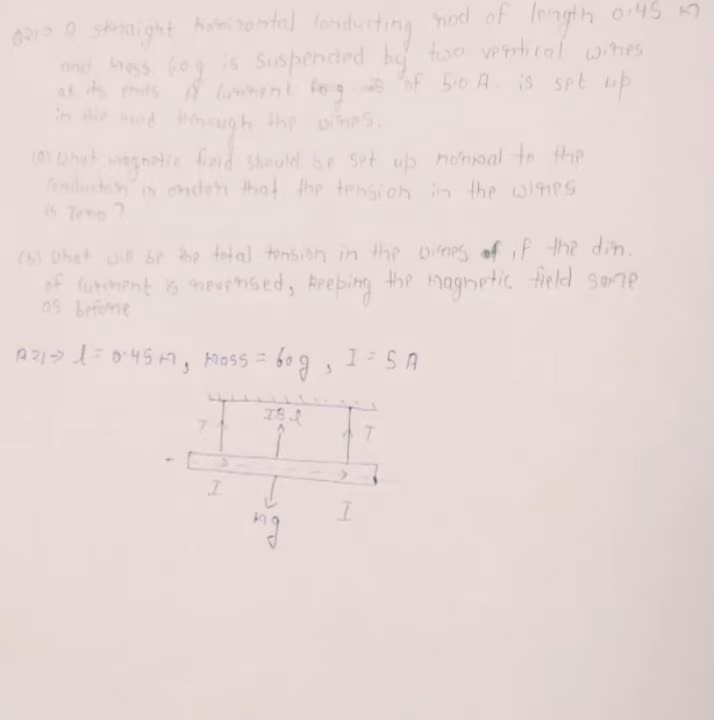 Q21→ A straight horizontal conducting rod of length 0.45 m
and mass 60g is suspended by two vertical wires
at its ends A current of 5.0 A. is set up
in the rod through the wires.
(a) What magnetic field should be set up normal to the
conductor in order that the tension in the wires
is zero?
(b) What will be the total tension in the wires if the dirn.
of current is reversed, keeping the magnetic field same
as before
A21→ l = 0.45 m, Mass = 60g, I = 5 A
IBl
T T
I I
mg